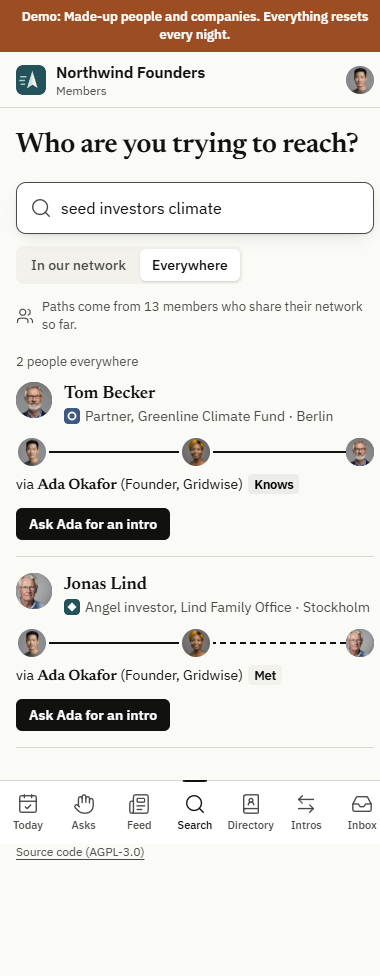 Demo: Made-up people and companies. Everything resets
every night.
Northwind Founders
Members
Who are you trying to reach?
seed investors climate
In our network
Everywhere
Paths come from 13 members who share their network
so far.
2 people everywhere
Tom Becker
Partner, Greenline Climate Fund · Berlin
via Ada Okafor (Founder, Gridwise) Knows
Ask Ada for an intro
Jonas Lind
Angel investor, Lind Family Office · Stockholm
via Ada Okafor (Founder, Gridwise) Met
Ask Ada for an intro
Today
Asks
Feed
Search
Directory
Intros
Inbox
Source code (AGPL-3.0)